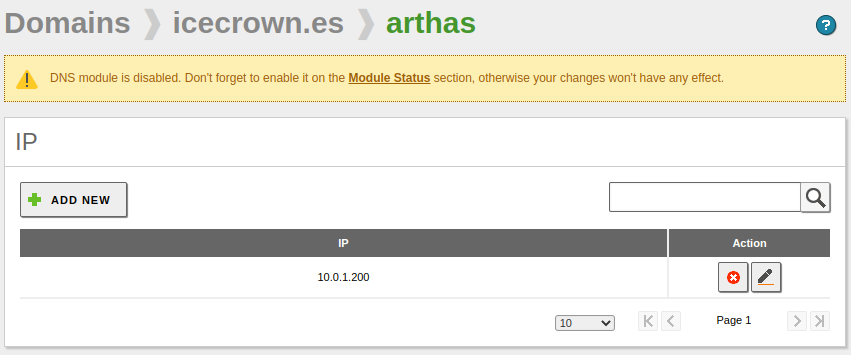 Domains icecrown.es arthas
?
DNS module is disabled. Don't forget to enable it on the Module Status section, otherwise your changes won't have any effect.
IP
ADD NEW
IP Action
10.0.1.200
10 Page 1